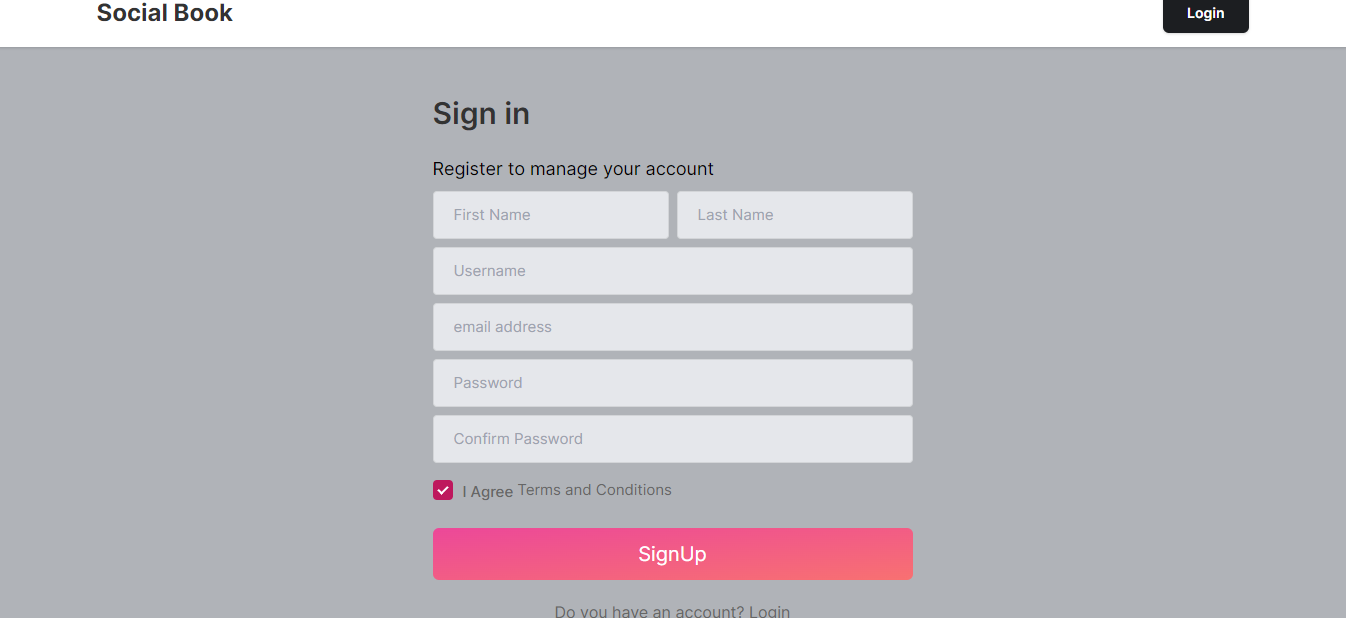 Social Book
Login
Sign in
Register to manage your account
First Name Last Name
Username
email address
Password
Confirm Password
I Agree Terms and Conditions
SignUp
Do you have an account? Login